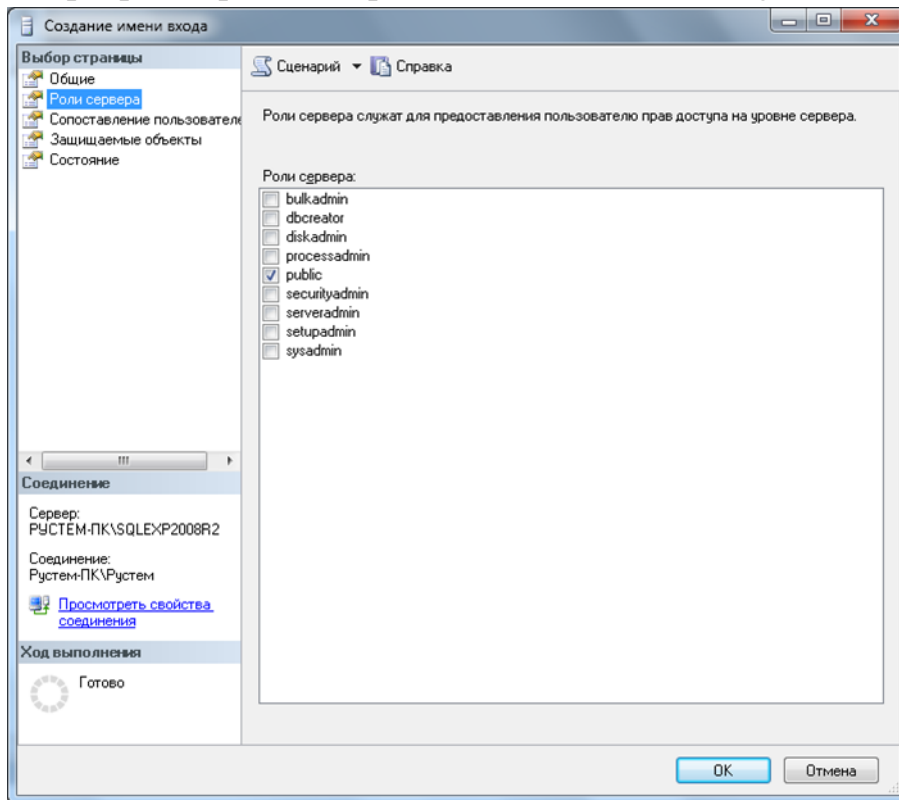 Создание имени входа
Выбор страницы
Общие
Роли сервера
Сопоставление пользователе
Защищаемые объекты
Состояние
Сценарий
Справка
Роли сервера служат для предоставления пользователю прав доступа на уровне сервера.
Роли сервера:
bulkadmin
dbcreator
diskadmin
processadmin
public
securityadmin
serveradmin
setupadmin
sysadmin
Соединение
Сервер:
РУСТЕМ-ПК\SQLEXP2008R2
Соединение:
Рустем-ПК\Рустем
Просмотреть свойства
соединения
Ход выполнения
Готово
OK
Отмена